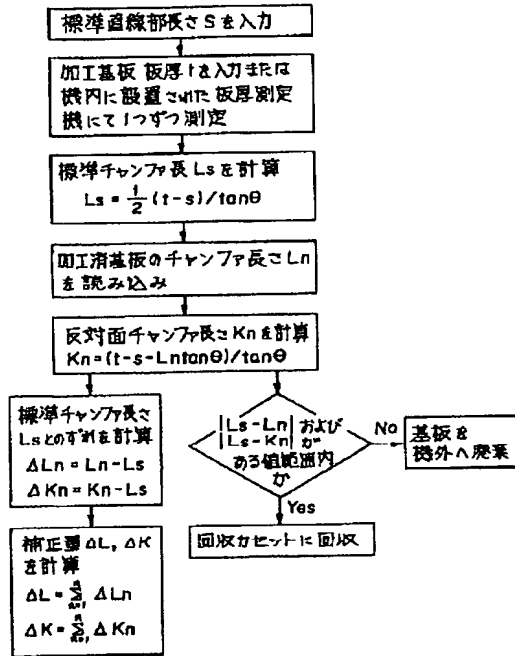 標準直線部長さSを入力
加工基板 板厚tを入力または
機内に設置された板厚測定
機にて1つずつ測定
標準チャンファ長Lsを計算
Ls = 1/2 (t-s)/tanθ
加工済基板のチャンファ長さLn
を読み込み
反対面チャンファ長さKnを計算
Kn=(t-s-Lntanθ)/tanθ
標準チャンファ長さ
Lsとのずれを計算
ΔLn = Ln-Ls
ΔKn = Kn-Ls
|Ls-Ln| および
|Ls-Kn| が
ある値範囲内
か
No
基板を
機外へ廃棄
Yes
回収カセットに回収
補正量ΔL, ΔK
を計算
ΔL = Σ ΔLn
ΔK = Σ ΔKn